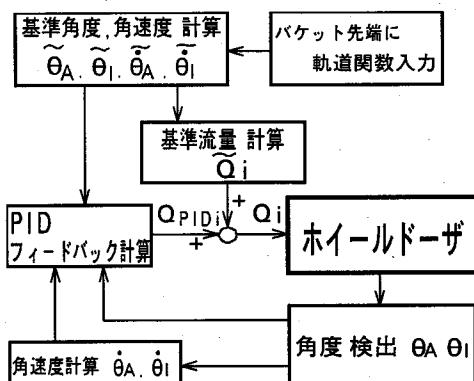 基準角度,角速度 計算
θ̃A. θ̃I. θ̇̃A. θ̇̃I
バケット先端に
軌道関数入力
基準流量 計算
Q̃i
PID
フィードバック計算
QPIDi
+
+
Qi
ホイールドーザ
角速度計算 θ̇A. θ̇I
角度 検出 θA θI